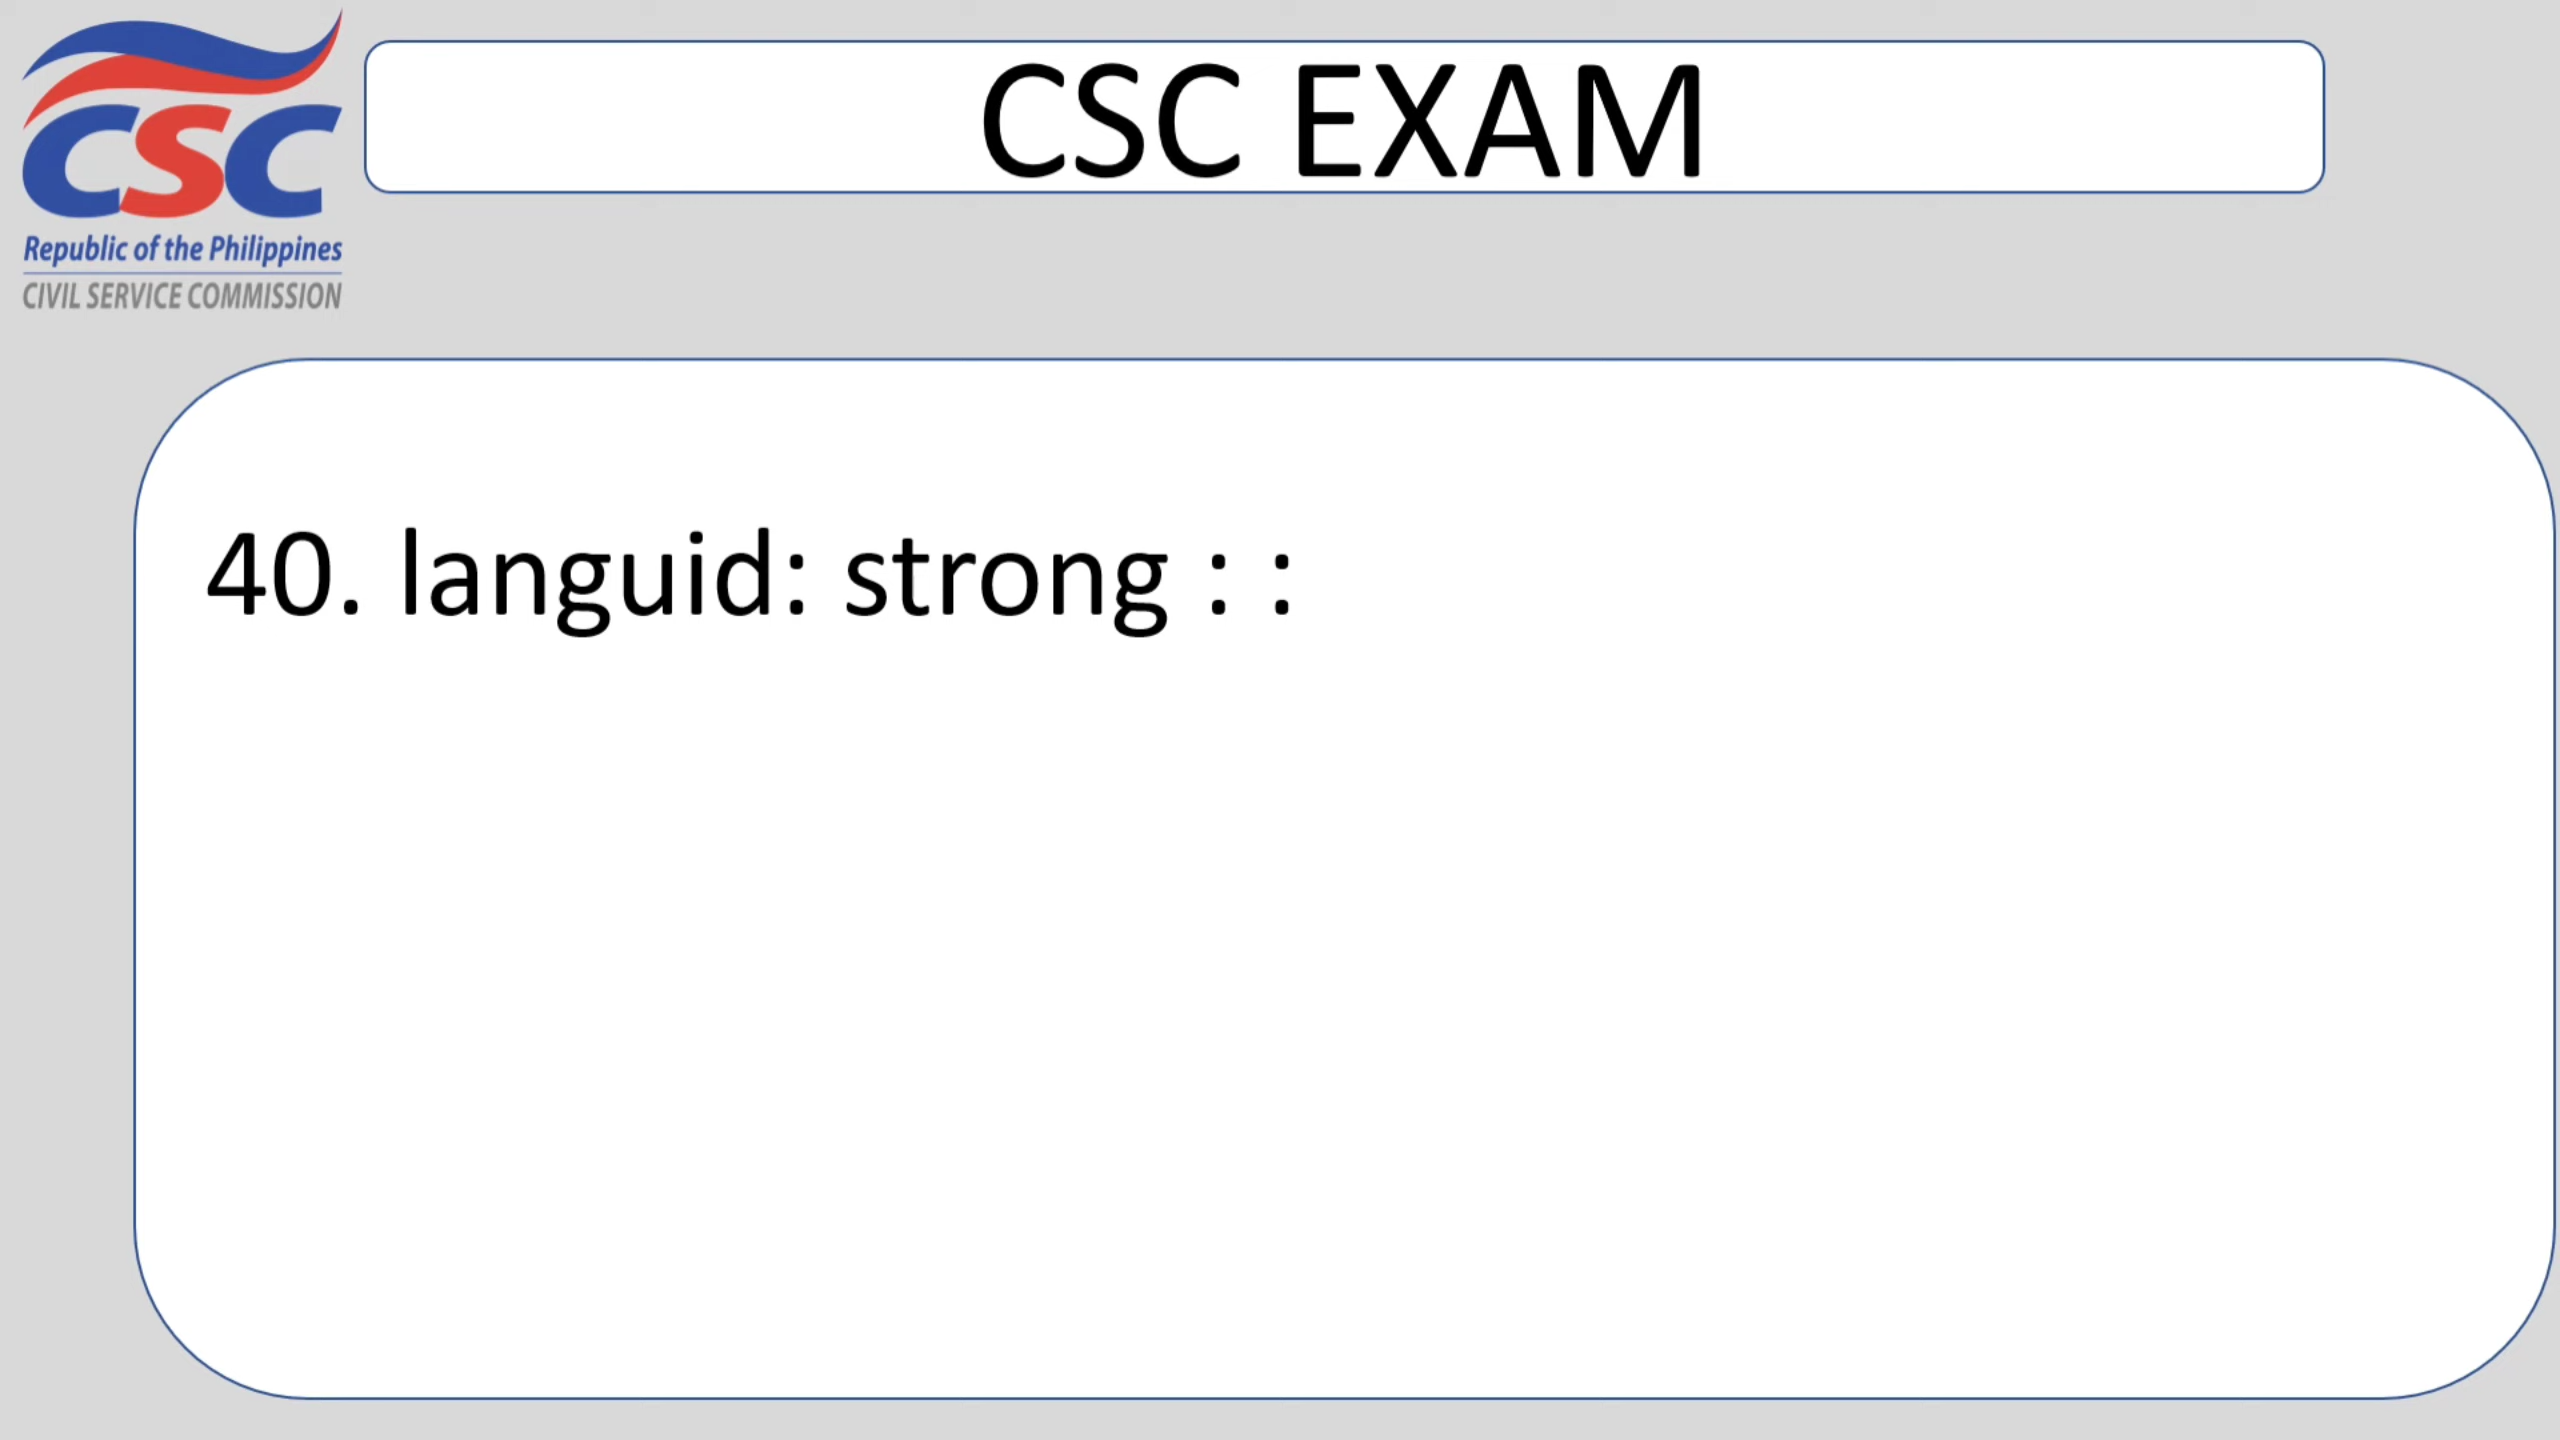 CSC EXAM
CSC
Republic of the Philippines
CIVIL SERVICE COMMISSION
40. languid: strong : :